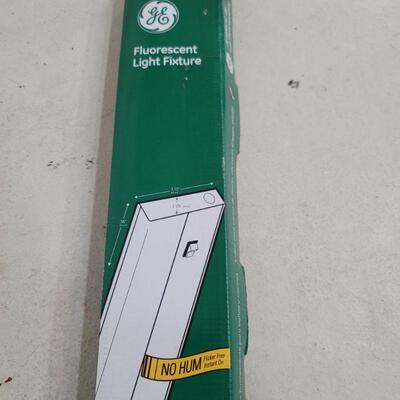 GE
Fluorescent
Light Fixture
NO HUM
Flicker Free
Instant On